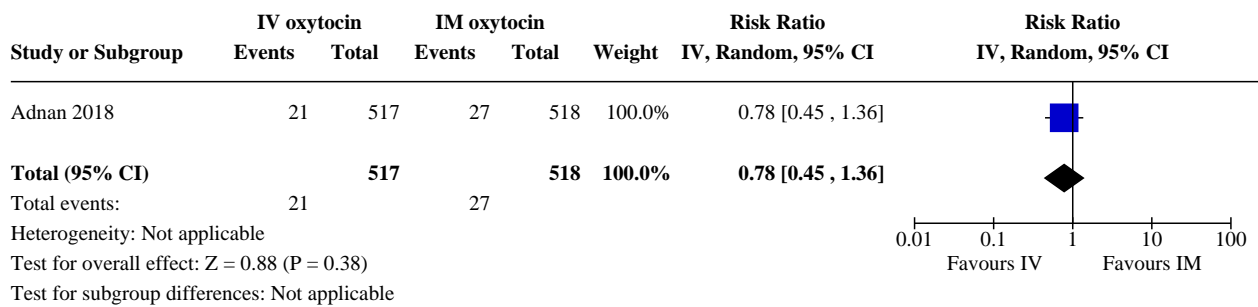 IV oxytocin IM oxytocin Risk Ratio Risk Ratio
Study or Subgroup Events Total Events Total Weight IV, Random, 95% CI IV, Random, 95% CI
Adnan 2018 21 517 27 518 100.0% 0.78 [0.45 , 1.36]
Total (95% CI) 517 518 100.0% 0.78 [0.45 , 1.36]
Total events: 21 27
Heterogeneity: Not applicable
0.01 0.1 1 10 100
Test for overall effect: Z = 0.88 (P = 0.38)
Favours IV Favours IM
Test for subgroup differences: Not applicable